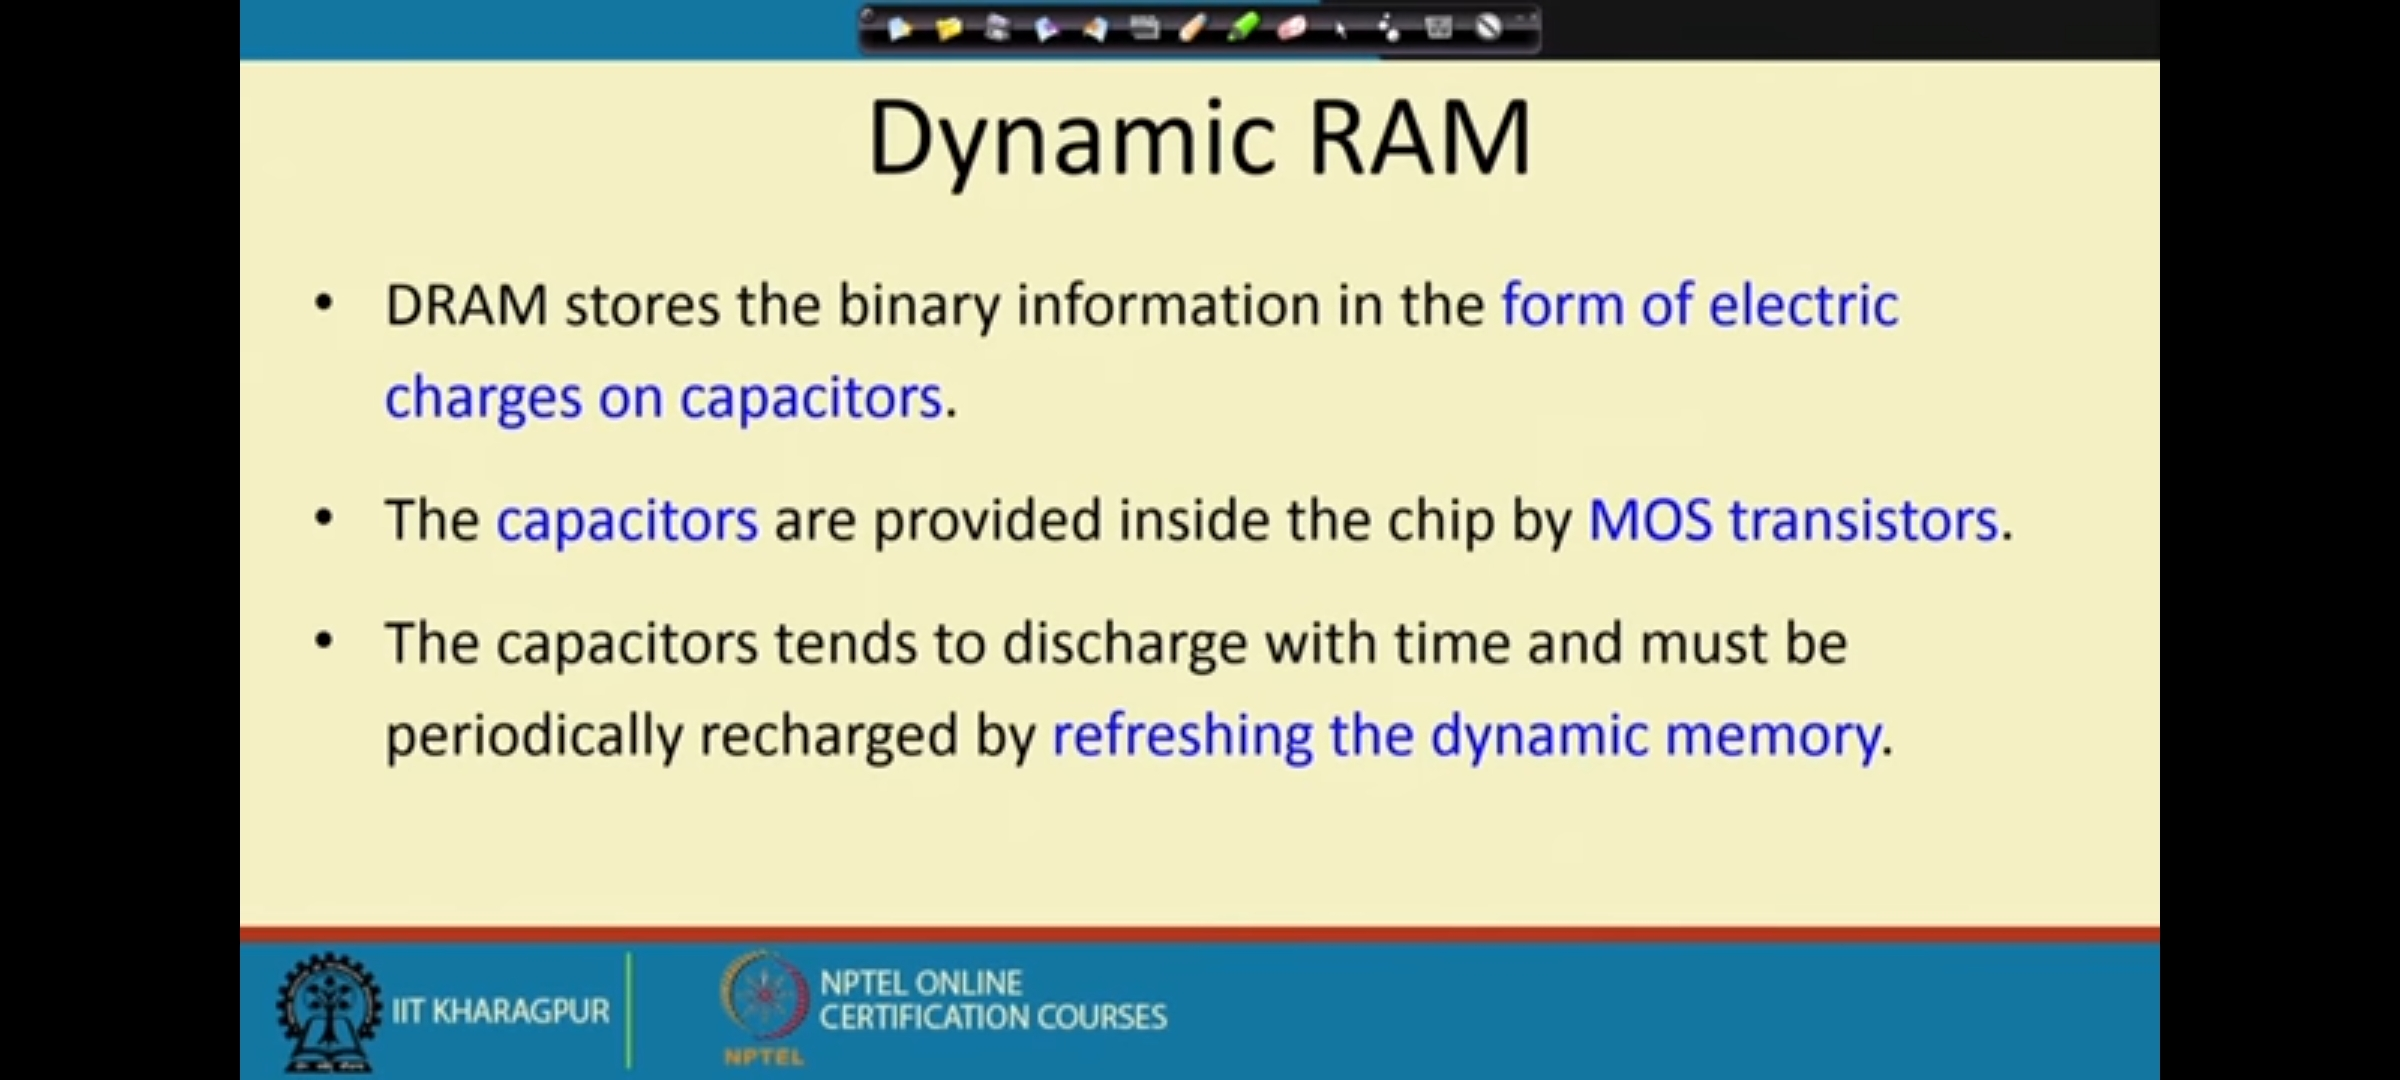 Dynamic RAM
• DRAM stores the binary information in the form of electric
charges on capacitors.
• The capacitors are provided inside the chip by MOS transistors.
• The capacitors tends to discharge with time and must be
periodically recharged by refreshing the dynamic memory.
IIT KHARAGPUR
NPTEL ONLINE
CERTIFICATION COURSES
NPTEL